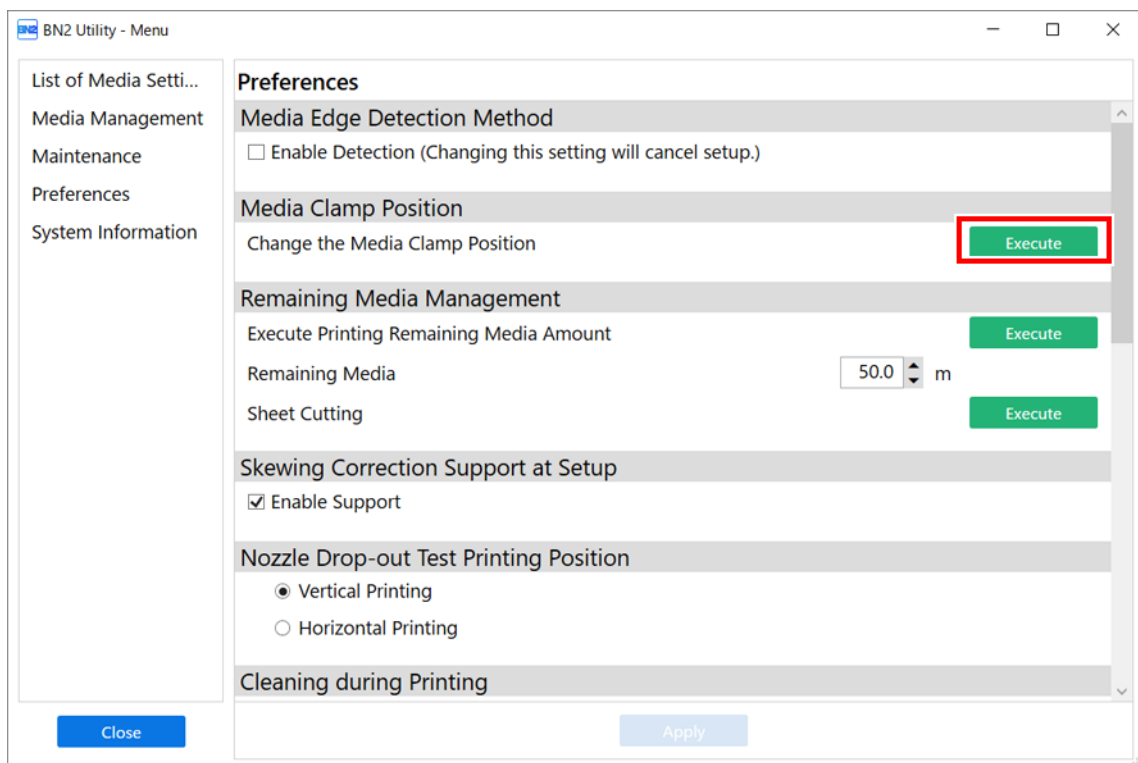 BN2 BN2 Utility - Menu
List of Media Setti...
Media Management
Maintenance
Preferences
System Information
Close
Preferences
Media Edge Detection Method
Enable Detection (Changing this setting will cancel setup.)
Media Clamp Position
Change the Media Clamp Position Execute
Remaining Media Management
Execute Printing Remaining Media Amount Execute
Remaining Media 50.0 m
Sheet Cutting Execute
Skewing Correction Support at Setup
Enable Support
Nozzle Drop-out Test Printing Position
Vertical Printing
Horizontal Printing
Cleaning during Printing
Apply